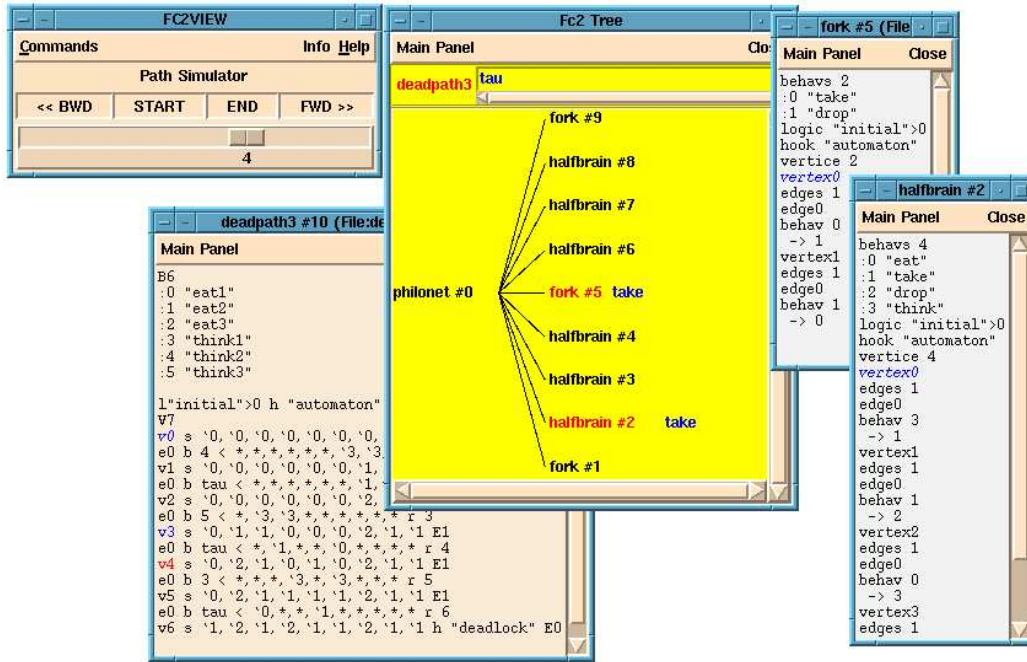 FC2VIEW
Commands Info Help
Path Simulator
<< BWD START END FWD >>
4
Fc2 Tree
Main Panel Clo
deadpath3 tau
fork #9
halfbrain #8
halfbrain #7
halfbrain #6
philonet #0 fork #5 take
halfbrain #4
halfbrain #3
halfbrain #2 take
fork #1
fork #5 (File
Main Panel Close
behavs 2
:0 "take"
:1 "drop"
logic "initial">0
hook "automaton"
vertice 2
vertex0
edges 1
edge0
behav 0
-> 1
vertex1
edges 1
edge0
behav 1
-> 0
halfbrain #2
Main Panel Close
behavs 4
:0 "eat"
:1 "take"
:2 "drop"
:3 "think"
logic "initial">0
hook "automaton"
vertice 4
vertex0
edges 1
edge0
behav 3
-> 1
vertex1
edges 1
edge0
behav 1
-> 2
vertex2
edges 1
edge0
behav 0
-> 3
vertex3
edges 1
deadpath3 #10 (File:de
Main Panel
B6
:0 "eat1"
:1 "eat2"
:2 "eat3"
:3 "think1"
:4 "think2"
:5 "think3"
l"initial">0 h "automaton"
V7
v0 s `0,`0,`0,`0,`0,`0,`0,
e0 b 4 < *,*,*,*,*,`3,`3,
v1 s `0,`0,`0,`0,`0,`0,`1,
e0 b tau < *,*,*,*,*,`1,
v2 s `0,`0,`0,`0,`0,`0,`2,
e0 b 5 < *,`3,`3,*,*,*,*,* r 3
v3 s `0,`1,`1,`0,`0,`0,`2,`1,`1 E1
e0 b tau < *,`1,*,*,`0,*,*,*,* r 4
v4 s `0,`2,`1,`0,`1,`0,`2,`1,`1 E1
e0 b 3 < *,*,*,`3,*,`3,*,*,* r 5
v5 s `0,`2,`1,`1,`1,`1,`2,`1,`1 E1
e0 b tau < `0,*,*,`1,*,*,*,*,* r 6
v6 s `1,`2,`1,`2,`1,`1,`2,`1,`1 h "deadlock" E0